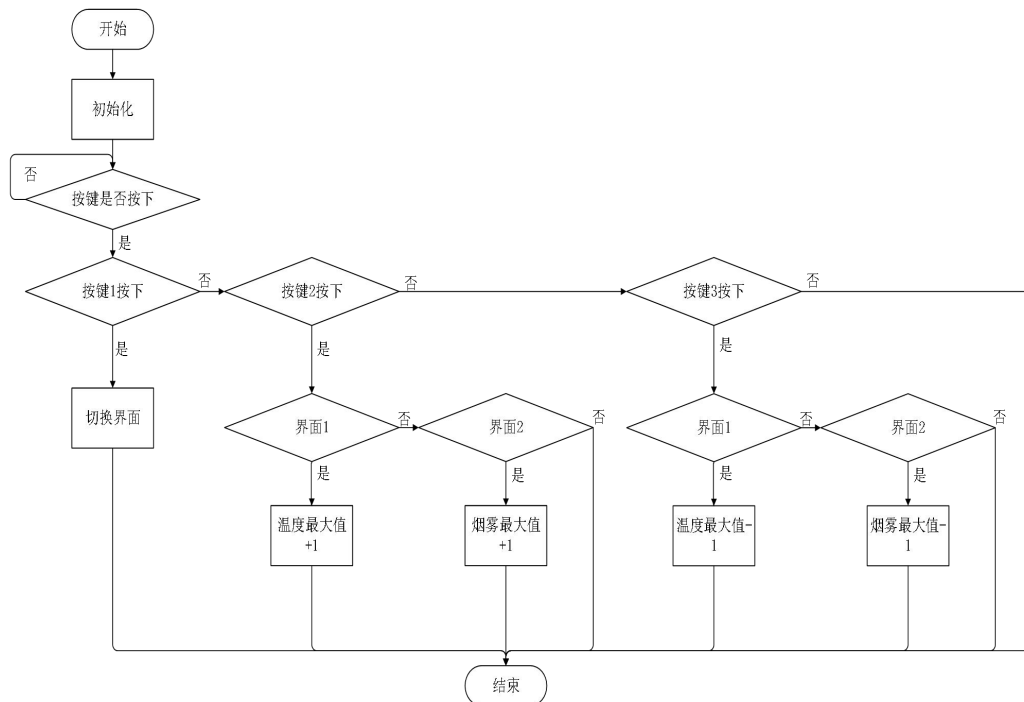 开始
初始化
否
按键是否按下
是
按键1按下
否
按键2按下
否
按键3按下
否
是
是
是
切换界面
界面1
否
界面2
否
界面1
否
界面2
否
是
是
是
是
温度最大值
+1
烟雾最大值
+1
温度最大值-
1
烟雾最大值-
1
结束